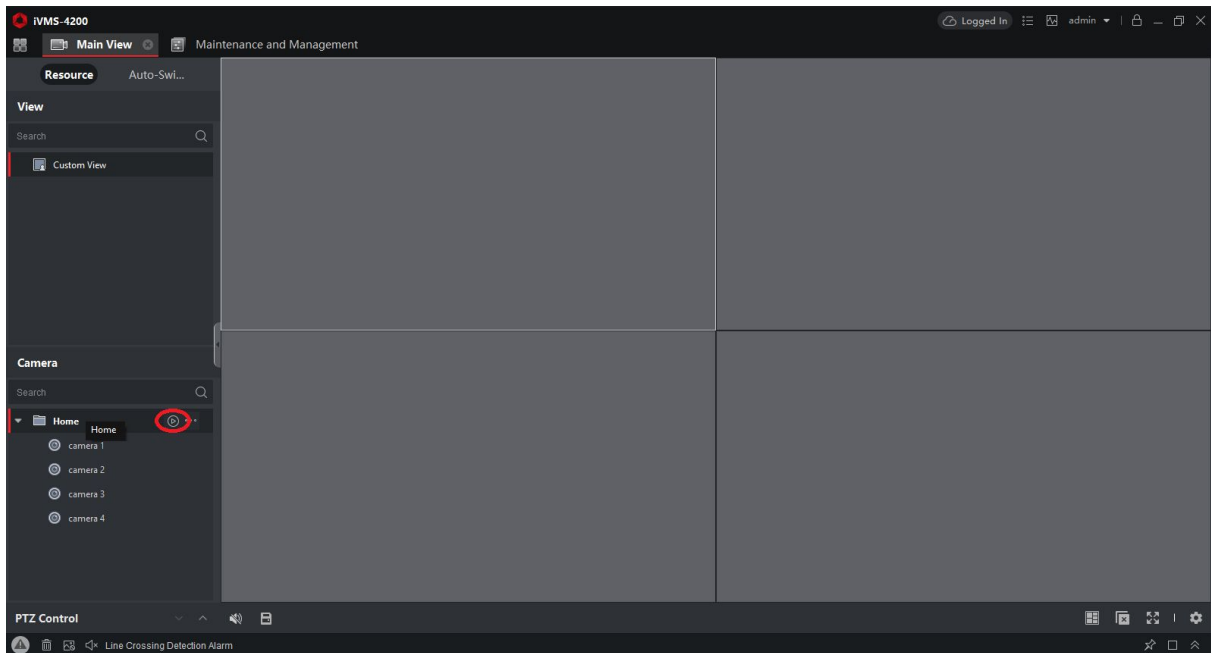 iVMS-4200
Logged In
admin
Main View
Maintenance and Management
Resource
Auto-Swi...
View
Search
Custom View
Camera
Search
Home
Home
camera 1
camera 2
camera 3
camera 4
PTZ Control
Line Crossing Detection Alarm